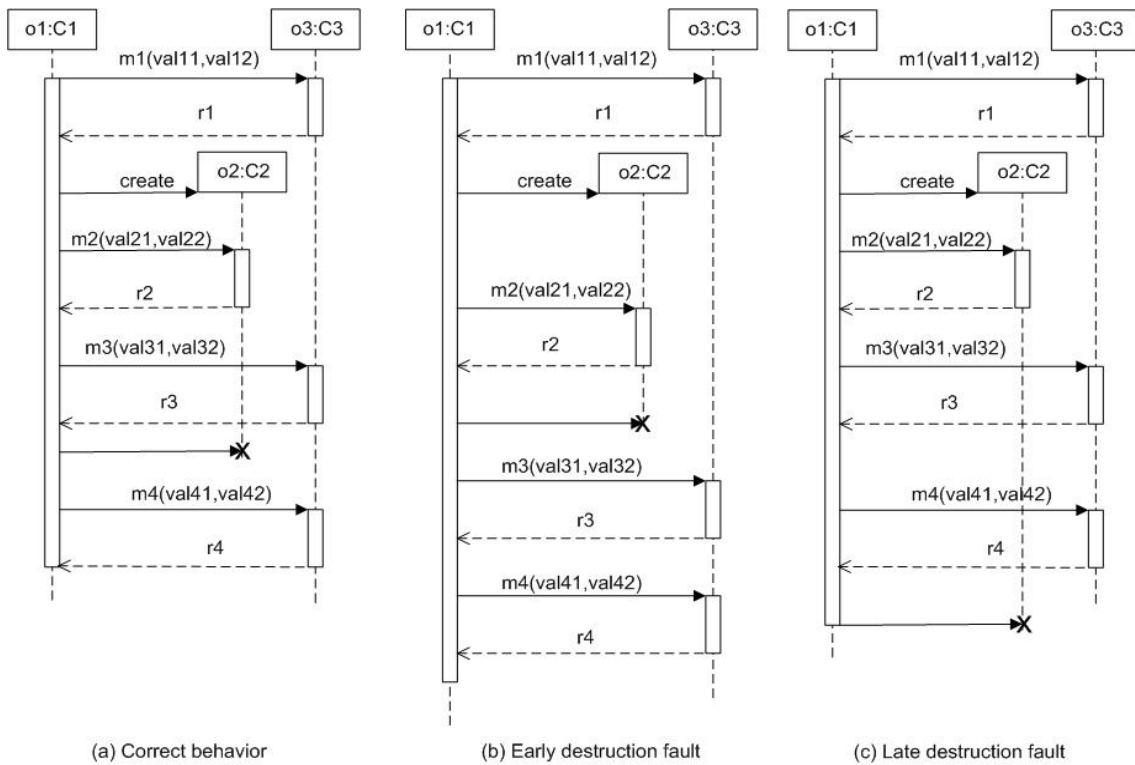 o1:C1
o3:C3
m1(val11,val12)
r1
o2:C2
create
m2(val21,val22)
r2
m3(val31,val32)
r3
X
m4(val41,val42)
r4
(a) Correct behavior
o1:C1
o3:C3
m1(val11,val12)
r1
o2:C2
create
m2(val21,val22)
r2
X
m3(val31,val32)
r3
m4(val41,val42)
r4
(b) Early destruction fault
o1:C1
o3:C3
m1(val11,val12)
r1
o2:C2
create
m2(val21,val22)
r2
m3(val31,val32)
r3
m4(val41,val42)
r4
X
(c) Late destruction fault